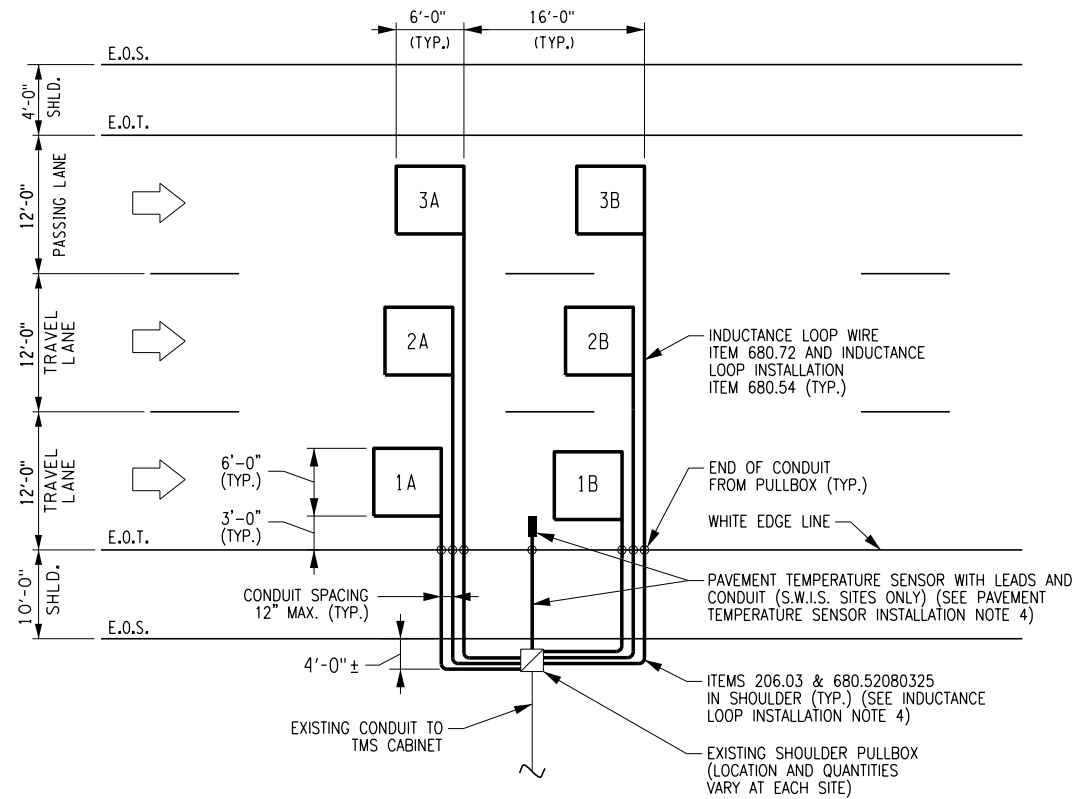 6'-0"
(TYP.)
16'-0"
(TYP.)
E.O.S.
4'-0"
SHLD.
E.O.T.
12'-0"
PASSING LANE
3A
3B
12'-0"
TRAVEL
LANE
2A
2B
INDUCTANCE LOOP WIRE
ITEM 680.72 AND INDUCTANCE
LOOP INSTALLATION
ITEM 680.54 (TYP.)
12'-0"
TRAVEL
LANE
6'-0"
(TYP.)
1A
1B
3'-0"
(TYP.)
END OF CONDUIT
FROM PULLBOX (TYP.)
WHITE EDGE LINE
E.O.T.
10'-0"
SHLD.
CONDUIT SPACING
12" MAX. (TYP.)
PAVEMENT TEMPERATURE SENSOR WITH LEADS AND
CONDUIT (S.W.I.S. SITES ONLY) (SEE PAVEMENT
TEMPERATURE SENSOR INSTALLATION NOTE 4)
E.O.S.
4'-0"±
ITEMS 206.03 & 680.52080325
IN SHOULDER (TYP.) (SEE INDUCTANCE
LOOP INSTALLATION NOTE 4)
EXISTING CONDUIT TO
TMS CABINET
EXISTING SHOULDER PULLBOX
(LOCATION AND QUANTITIES
VARY AT EACH SITE)